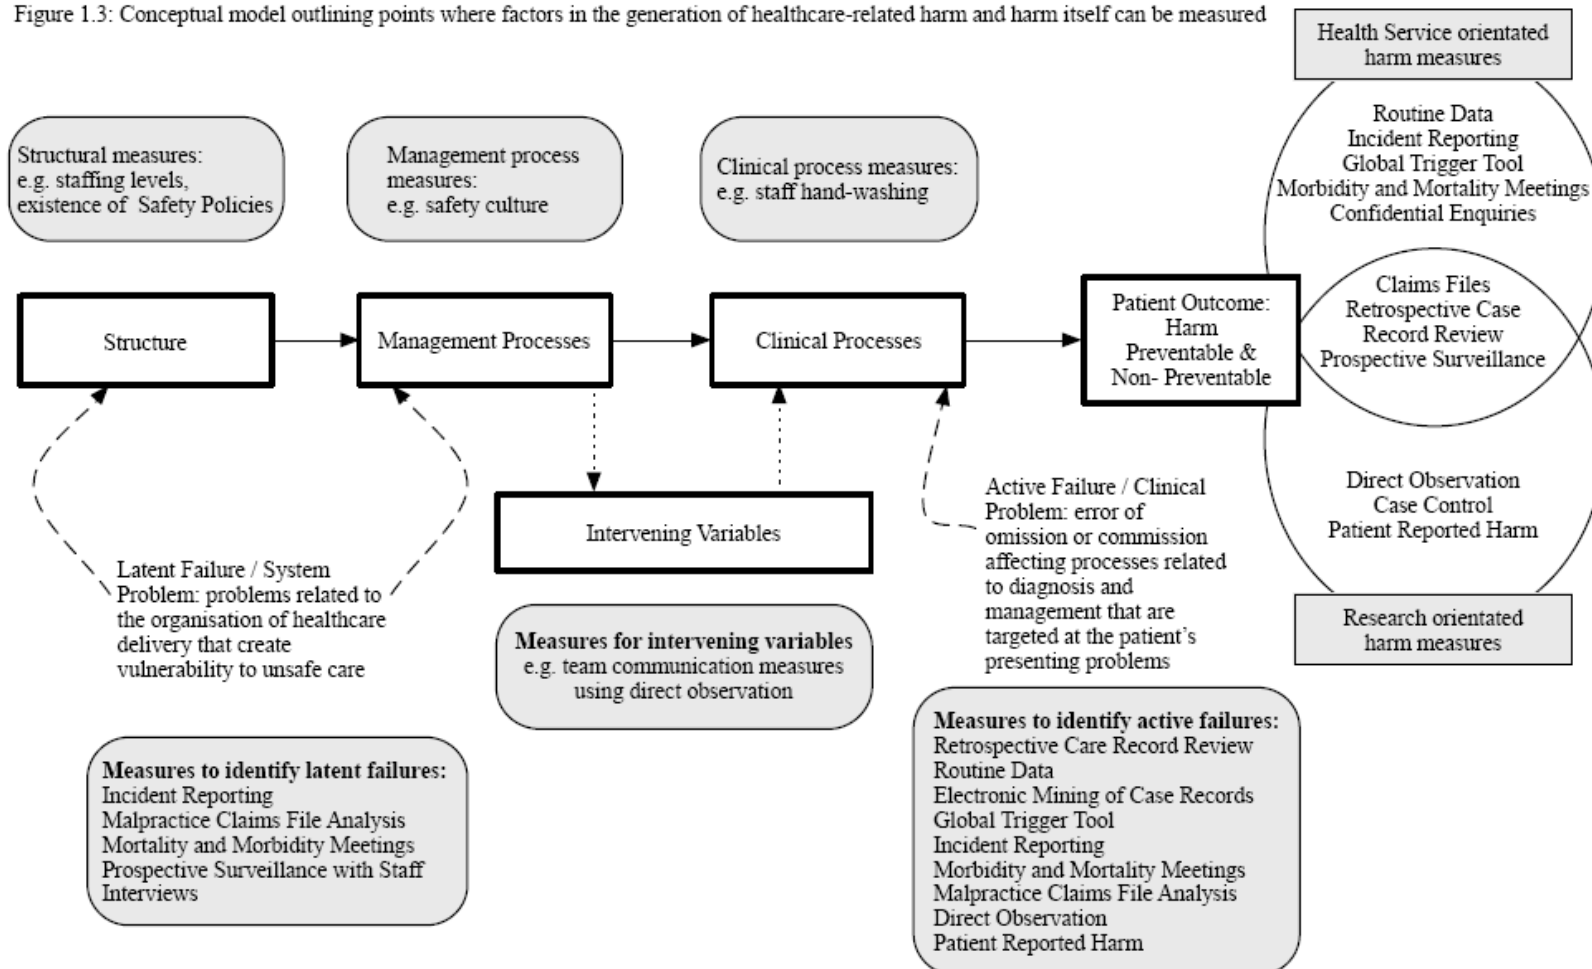 Figure 1.3: Conceptual model outlining points where factors in the generation of healthcare-related harm and harm itself can be measured
Health Service orientated
harm measures
Structural measures:
e.g. staffing levels,
existence of Safety Policies
Management process
measures:
e.g. safety culture
Clinical process measures:
e.g. staff hand-washing
Routine Data
Incident Reporting
Global Trigger Tool
Morbidity and Mortality Meetings
Confidential Enquiries
Structure
Management Processes
Clinical Processes
Patient Outcome:
Harm
Preventable &
Non- Preventable
Claims Files
Retrospective Case
Record Review
Prospective Surveillance
Intervening Variables
Direct Observation
Case Control
Patient Reported Harm
Latent Failure / System
Problem: problems related to
the organisation of healthcare
delivery that create
vulnerability to unsafe care
Active Failure / Clinical
Problem: error of
omission or commission
affecting processes related
to diagnosis and
management that are
targeted at the patient’s
presenting problems
Research orientated
harm measures
Measures for intervening variables
e.g. team communication measures
using direct observation
Measures to identify latent failures:
Incident Reporting
Malpractice Claims File Analysis
Mortality and Morbidity Meetings
Prospective Surveillance with Staff
Interviews
Measures to identify active failures:
Retrospective Care Record Review
Routine Data
Electronic Mining of Case Records
Global Trigger Tool
Incident Reporting
Morbidity and Mortality Meetings
Malpractice Claims File Analysis
Direct Observation
Patient Reported Harm